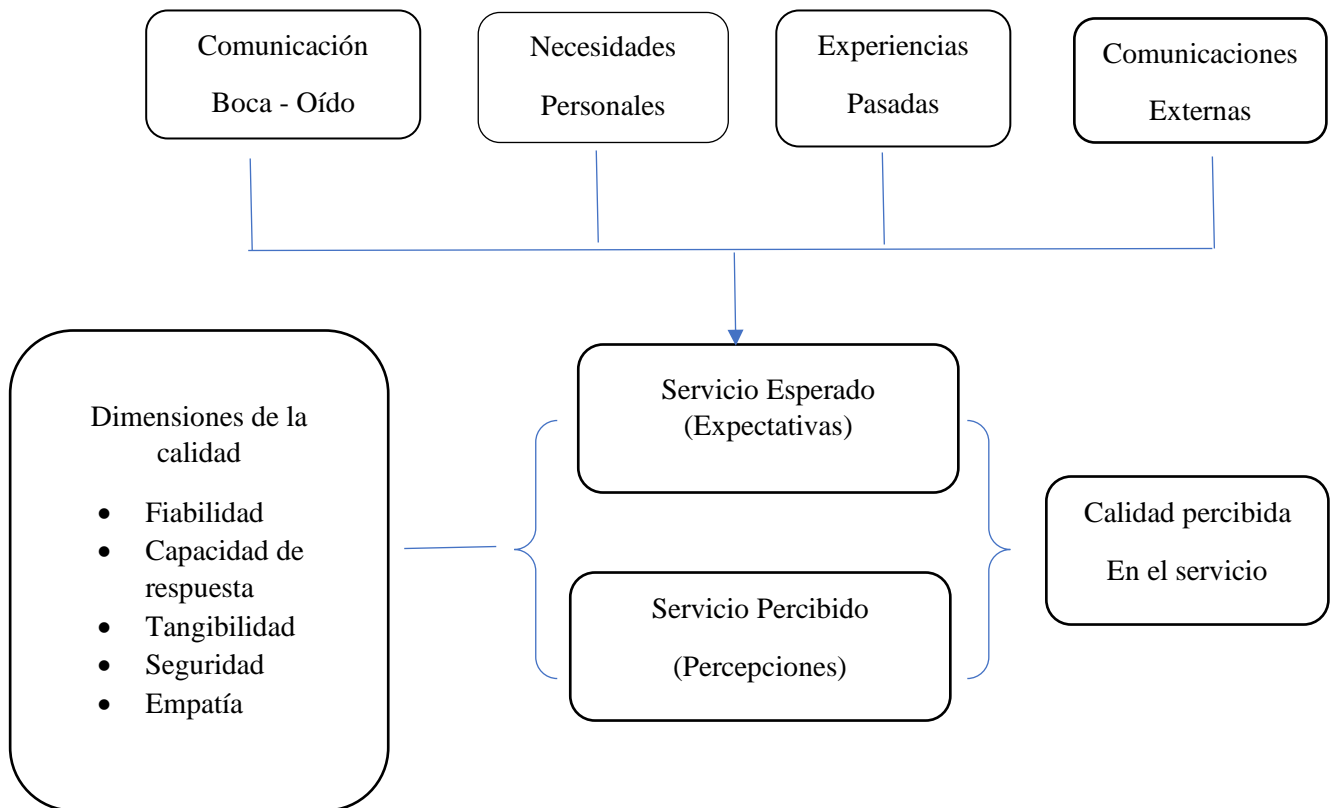 Comunicación
Boca - Oído
Necesidades
Personales
Experiencias
Pasadas
Comunicaciones
Externas
Dimensiones de la
calidad
• Fiabilidad
• Capacidad de
respuesta
• Tangibilidad
• Seguridad
• Empatía
Servicio Esperado
(Expectativas)
Servicio Percibido
(Percepciones)
Calidad percibida
En el servicio